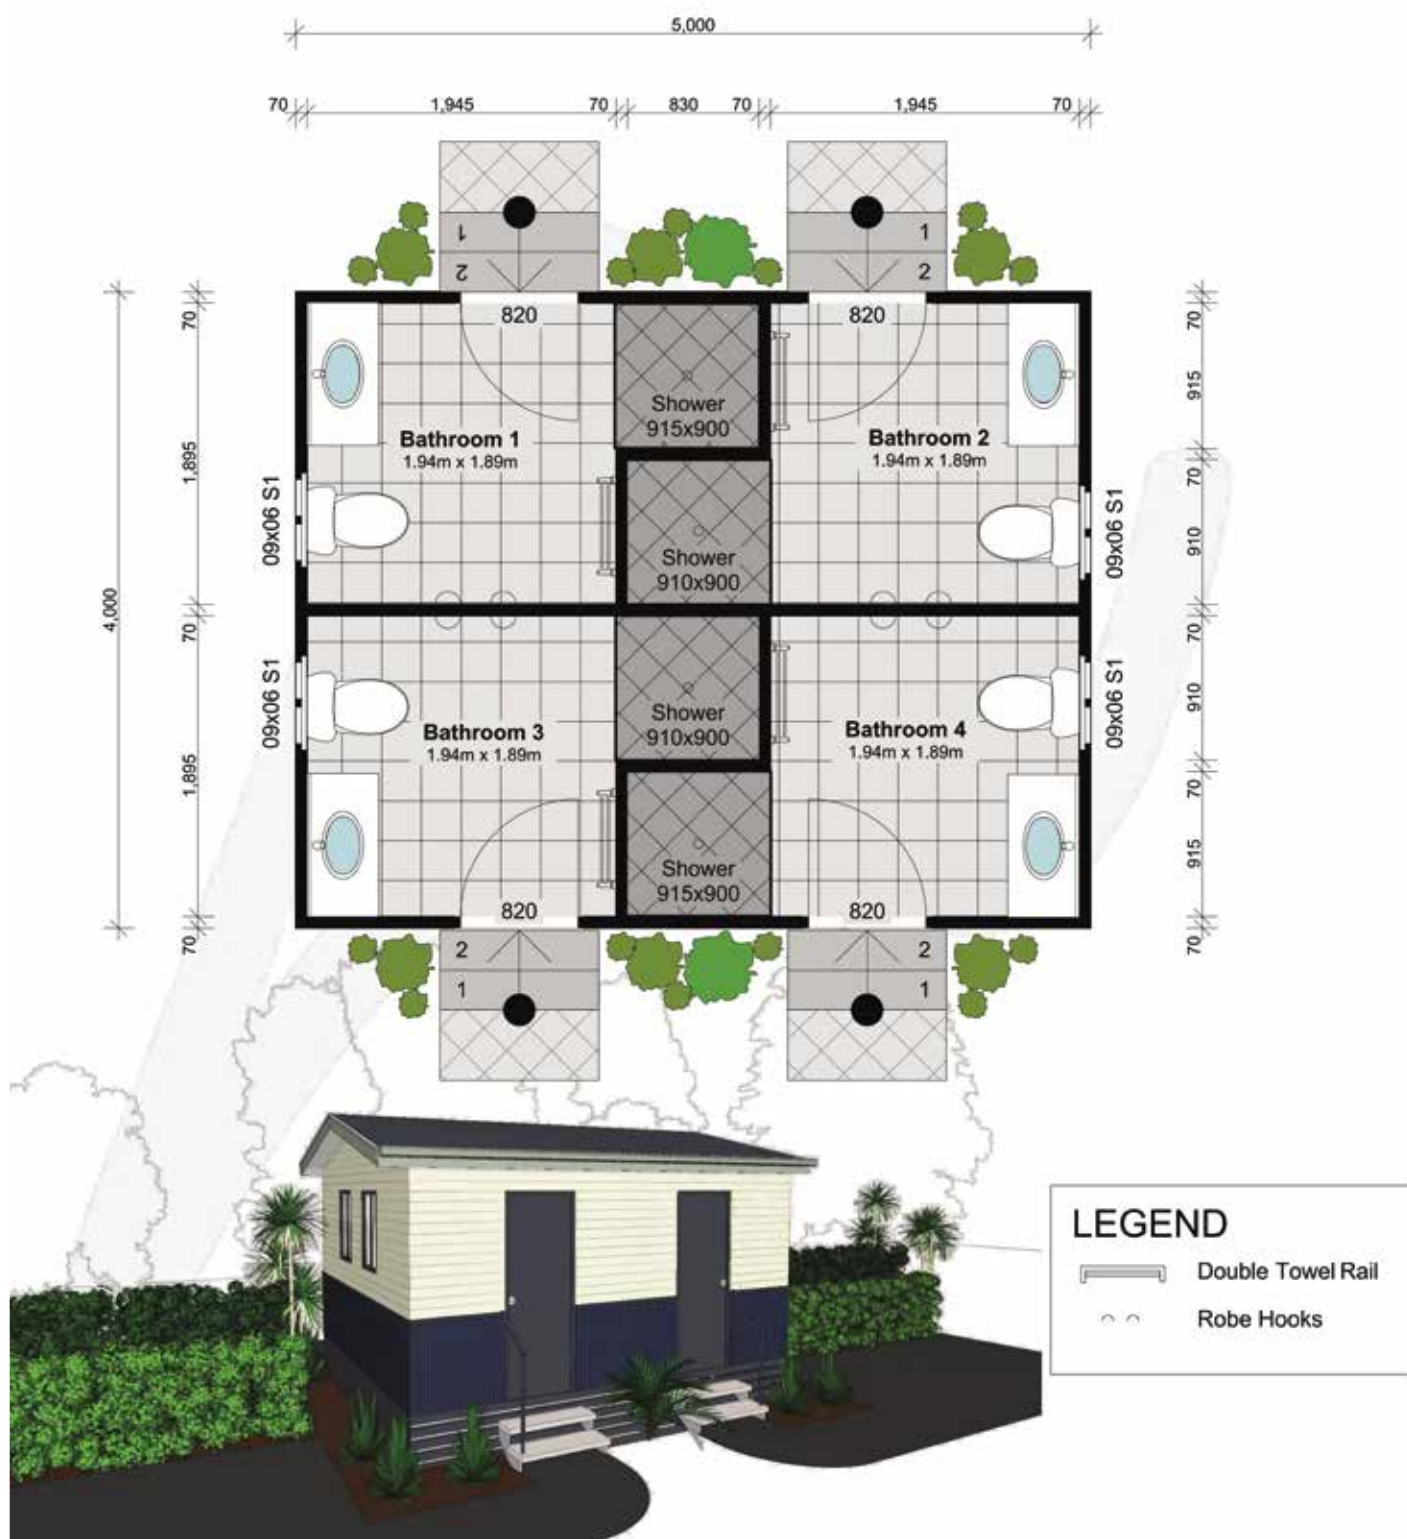 5,000
70 1,945 70 830 70 1,945 70
1 1
2 2
820 820
70 70
915
Shower
915x900
Bathroom 1
1.94m x 1.89m
Bathroom 2
1.94m x 1.89m
1,895
70
09x06 S1 09x06 S1
Shower
910x900
910
4,000
70 70
09x06 S1 09x06 S1
Shower
910x900
910
Bathroom 3
1.94m x 1.89m
Bathroom 4
1.94m x 1.89m
1,895
70
Shower
915x900
915
820 820
70 70
2 2
1 1
LEGEND
Double Towel Rail
Robe Hooks